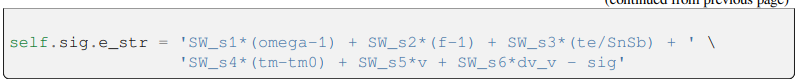 (continued from previous page)
self.sig.e_str = 'SW_s1*(omega-1) + SW_s2*(f-1) + SW_s3*(te/SnSb) + ' \
'SW_s4*(tm-tm0) + SW_s5*v + SW_s6*dv_v - sig'